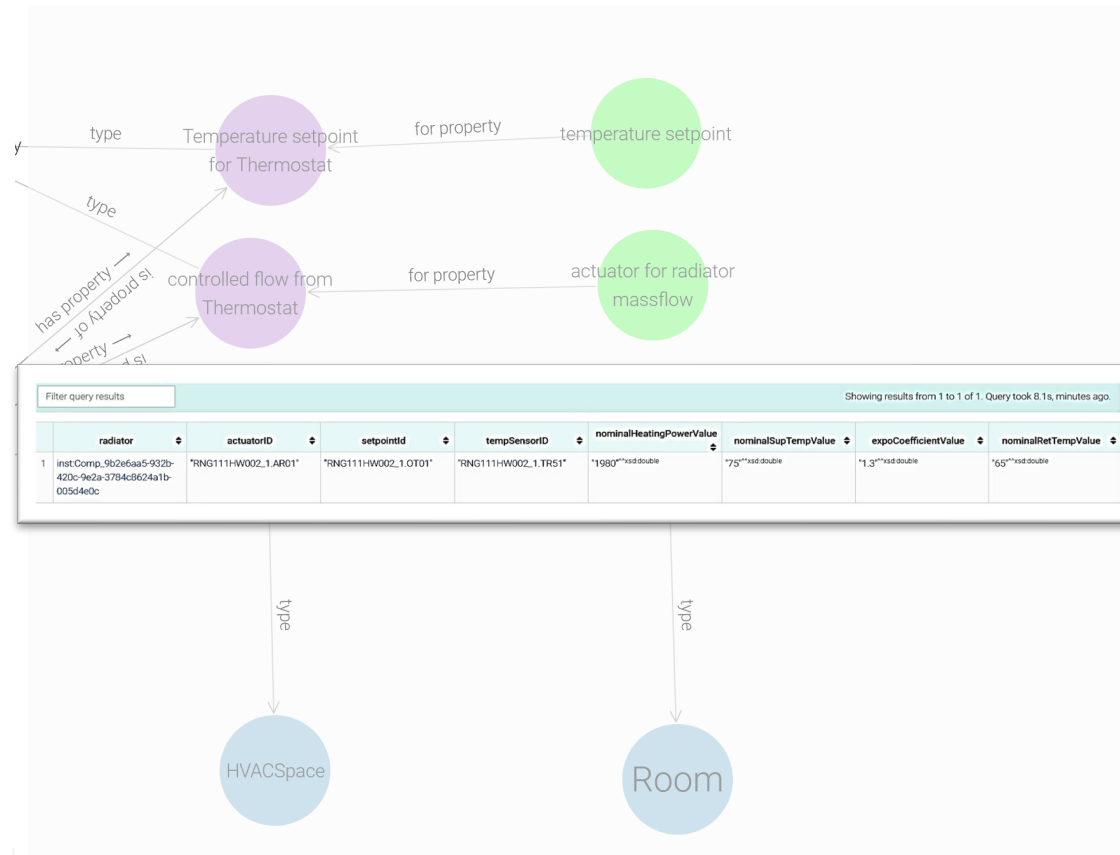 type
Temperature setpoint
for Thermostat
for property
temperature setpoint
y
type
has property →
← is property of
controlled flow from
Thermostat
for property
actuator for radiator
massflow
operty →
Filter query results
Showing results from 1 to 1 of 1. Query took 8.1s, minutes ago.
radiator actuatorID setpointId tempSensorID nominalHeatingPowerValue nominalSupTempValue expoCoefficientValue nominalRetTempValue
1 inst:Comp_9b2e6aa5-932b- "RNG111HW002_1.AR01" "RNG111HW002_1.OT01" "RNG111HW002_1.TR51" "1980"^^xsd:double "75"^^xsd:double "1.3"^^xsd:double "65"^^xsd:double
420c-9e2a-3784c8624a1b-
005d4e0c
type
type
HVACSpace
Room